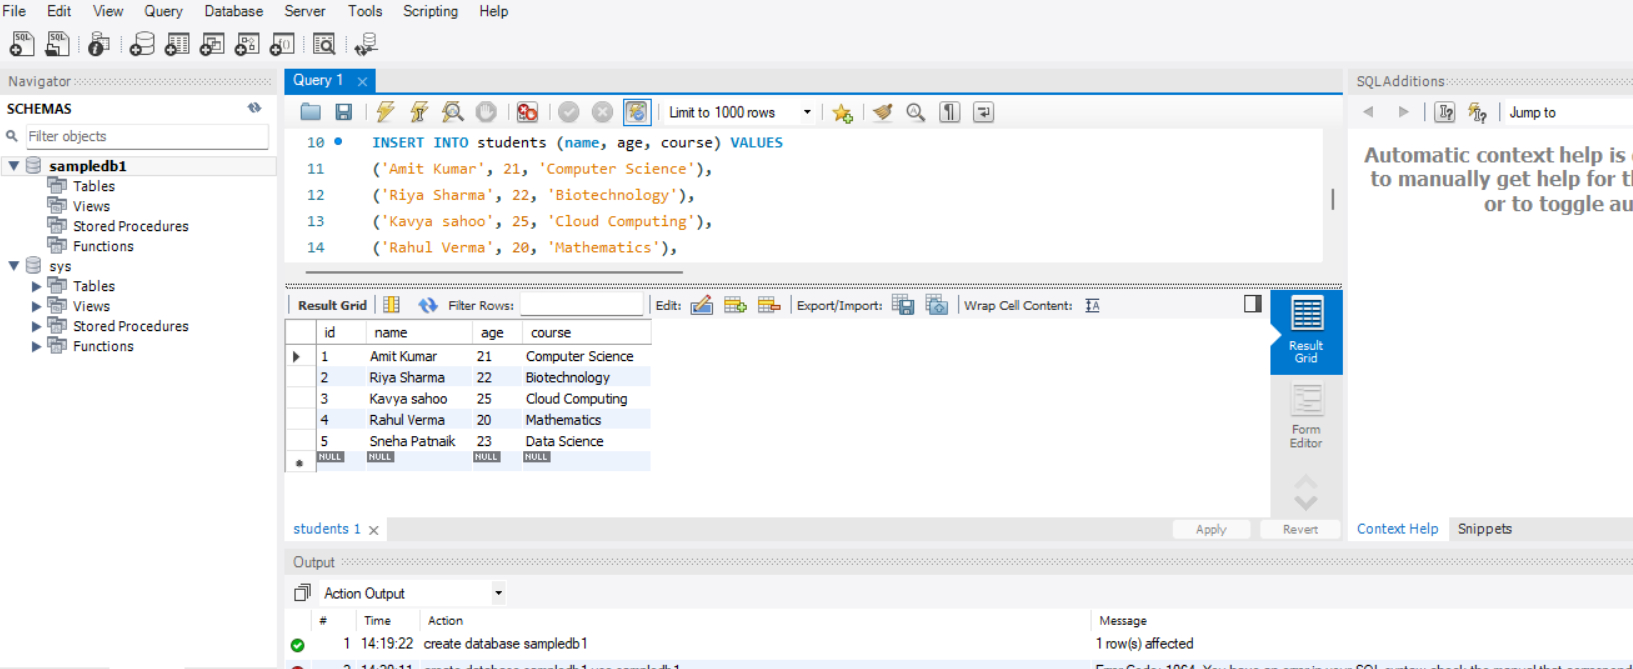 File Edit View Query Database Server Tools Scripting Help
Navigator
SCHEMAS
Filter objects
sampledb1
Tables
Views
Stored Procedures
Functions
sys
Tables
Views
Stored Procedures
Functions
Query 1
Limit to 1000 rows
10 INSERT INTO students (name, age, course) VALUES
11 ('Amit Kumar', 21, 'Computer Science'),
12 ('Riya Sharma', 22, 'Biotechnology'),
13 ('Kavya sahoo', 25, 'Cloud Computing'),
14 ('Rahul Verma', 20, 'Mathematics'),
Result Grid Filter Rows: Edit: Export/Import: Wrap Cell Content:
id name age course
1 Amit Kumar 21 Computer Science
2 Riya Sharma 22 Biotechnology
3 Kavya sahoo 25 Cloud Computing
4 Rahul Verma 20 Mathematics
5 Sneha Patnaik 23 Data Science
NULL NULL NULL NULL
Result
Grid
Form
Editor
students 1
Apply Revert
SQLAdditions
Jump to
Automatic context help is
to manually get help for
or to toggle au
Context Help Snippets
Output
Action Output
# Time Action Message
1 14:19:22 create database sampledb1 1 row(s) affected